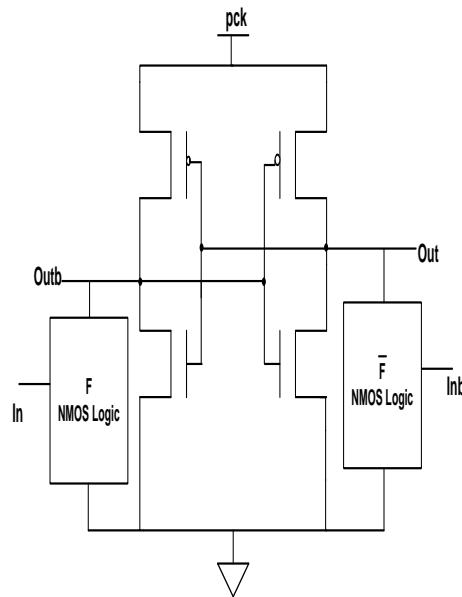 pck
Out
Outb
F
NMOS Logic
In
F̅
NMOS Logic
Inb